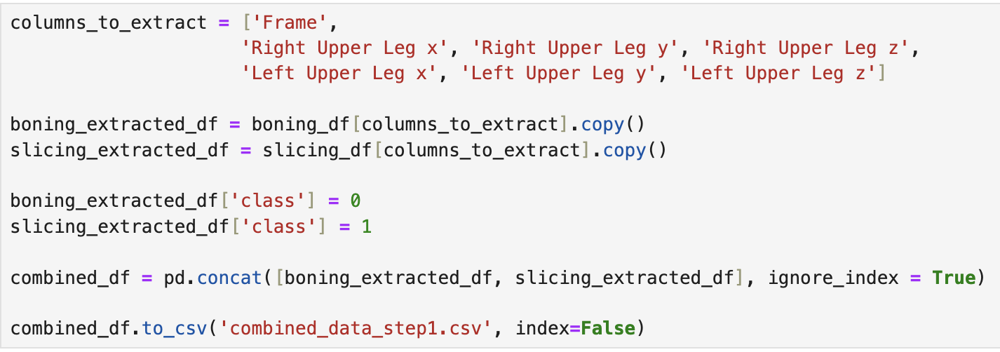 columns_to_extract = ['Frame',
'Right Upper Leg x', 'Right Upper Leg y', 'Right Upper Leg z',
'Left Upper Leg x', 'Left Upper Leg y', 'Left Upper Leg z']
boning_extracted_df = boning_df[columns_to_extract].copy()
slicing_extracted_df = slicing_df[columns_to_extract].copy()
boning_extracted_df['class'] = 0
slicing_extracted_df['class'] = 1
combined_df = pd.concat([boning_extracted_df, slicing_extracted_df], ignore_index = True)
combined_df.to_csv('combined_data_step1.csv', index=False)